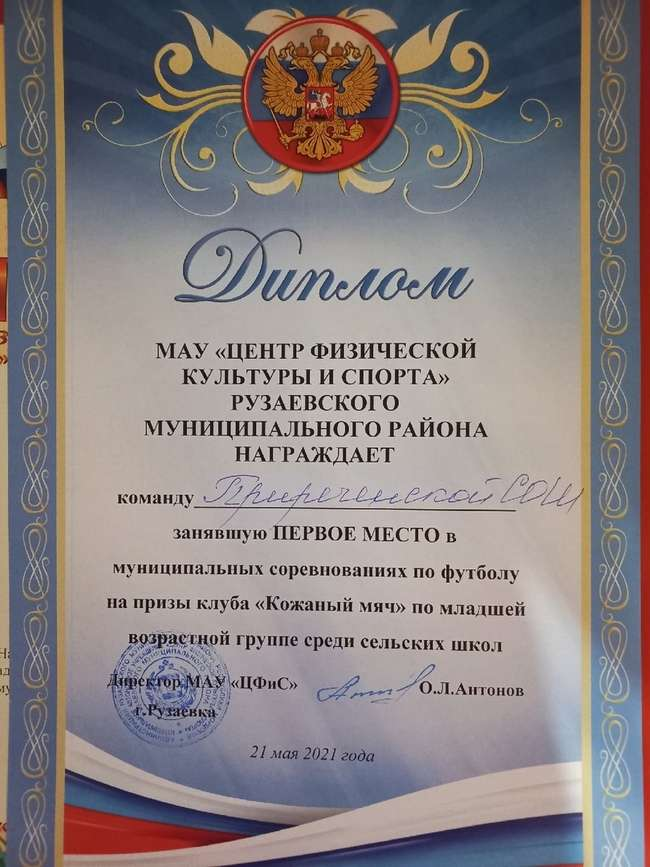 Диплом
МАУ «ЦЕНТР ФИЗИЧЕСКОЙ
КУЛЬТУРЫ И СПОРТА»
РУЗАЕВСКОГО
МУНИЦИПАЛЬНОГО РАЙОНА
НАГРАЖДАЕТ
команду Приреченской СОШ
занявшую ПЕРВОЕ МЕСТО в
муниципальных соревнованиях по футболу
на призы клуба «Кожаный мяч» по младшей
возрастной группе среди сельских школ
Директор МАУ «ЦФиС» О.Л.Антонов
г.Рузаевка
21 мая 2021 года